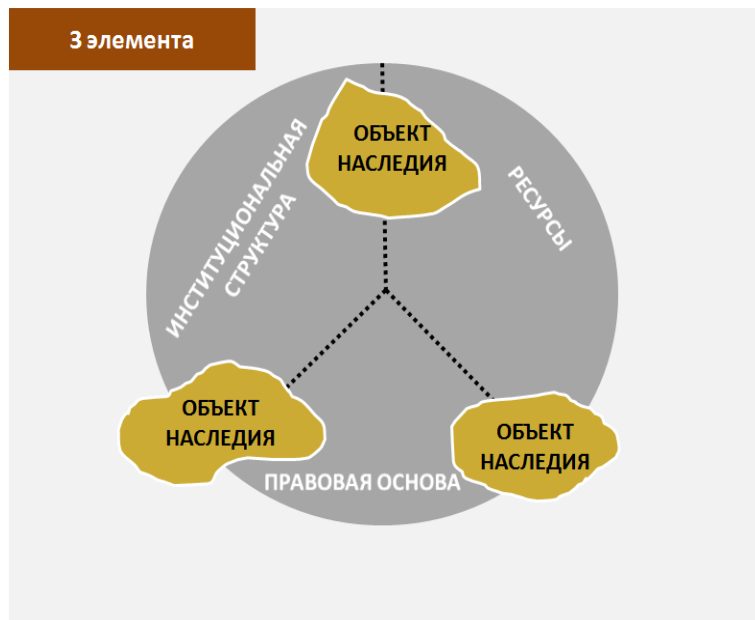 3 элемента
ОБЪЕКТ
НАСЛЕДИЯ
ИНСТИТУЦИОНАЛЬНАЯ
СТРУКТУРА
РЕСУРСЫ
ОБЪЕКТ
НАСЛЕДИЯ
ОБЪЕКТ
НАСЛЕДИЯ
ПРАВОВАЯ ОСНОВА